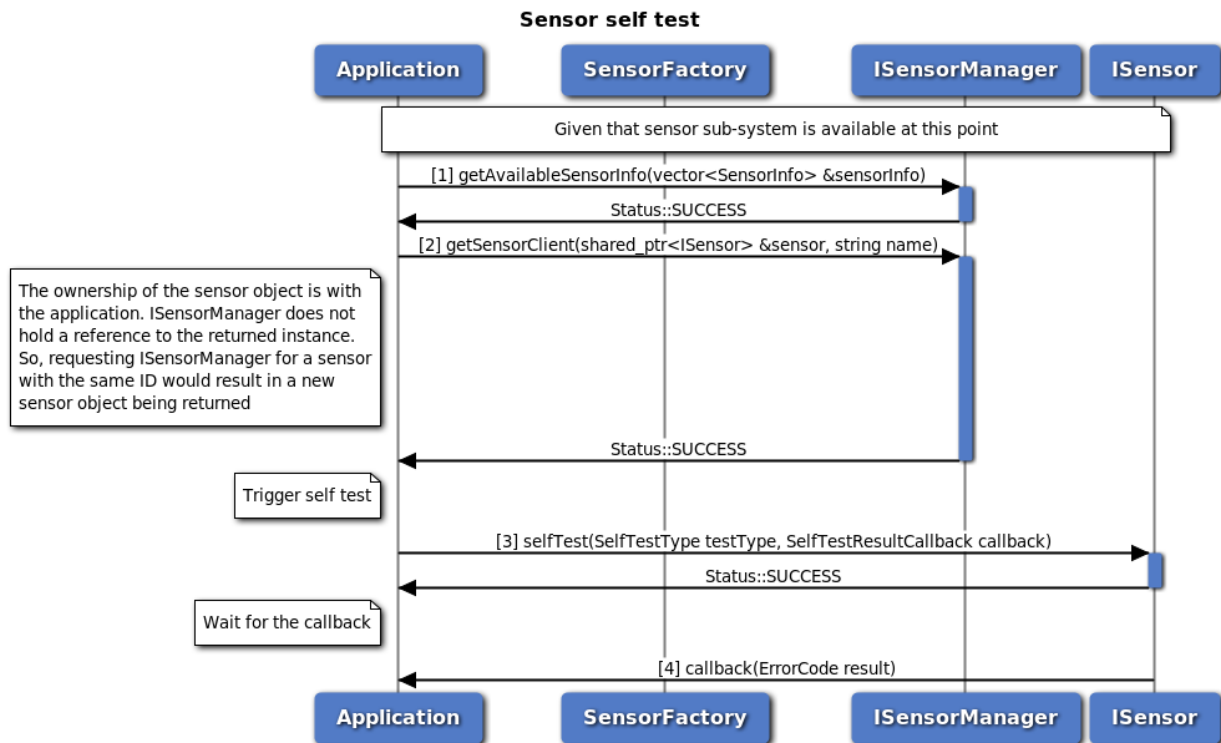 Sensor self test
Application
SensorFactory
ISensorManager
ISensor
Given that sensor sub-system is available at this point
[1] getAvailableSensorInfo(vector<SensorInfo> &sensorInfo)
Status::SUCCESS
[2] getSensorClient(shared_ptr<ISensor> &sensor, string name)
The ownership of the sensor object is with
the application. ISensorManager does not
hold a reference to the returned instance.
So, requesting ISensorManager for a sensor
with the same ID would result in a new
sensor object being returned
Status::SUCCESS
Trigger self test
[3] selfTest(SelfTestType testType, SelfTestResultCallback callback)
Status::SUCCESS
Wait for the callback
[4] callback(ErrorCode result)
Application
SensorFactory
ISensorManager
ISensor